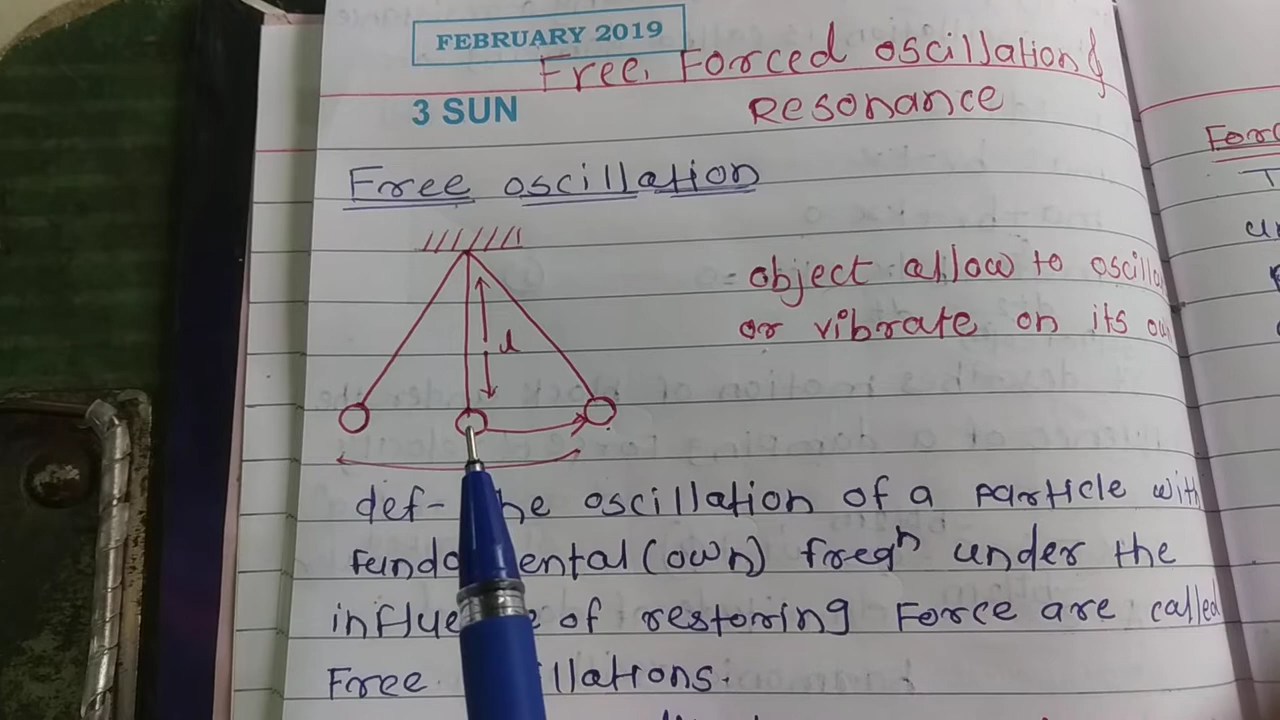 FEBRUARY 2019
Free, Forced oscillation &
3 SUN
Resonance
Free oscillation
object allow to oscilla
or vibrate on its ow
l
def- he oscillation of a particle with
funda ental (own) freqn under the
influe e of restoring Force are called
Free llations.
Forc